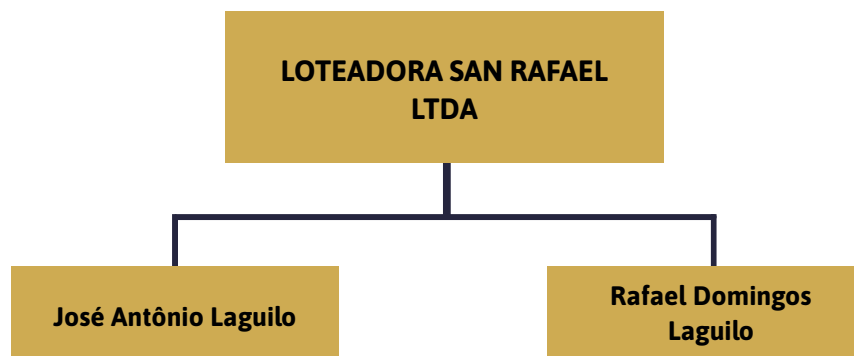 LOTEADORA SAN RAFAEL
LTDA
José Antônio Laguilo
Rafael Domingos
Laguilo